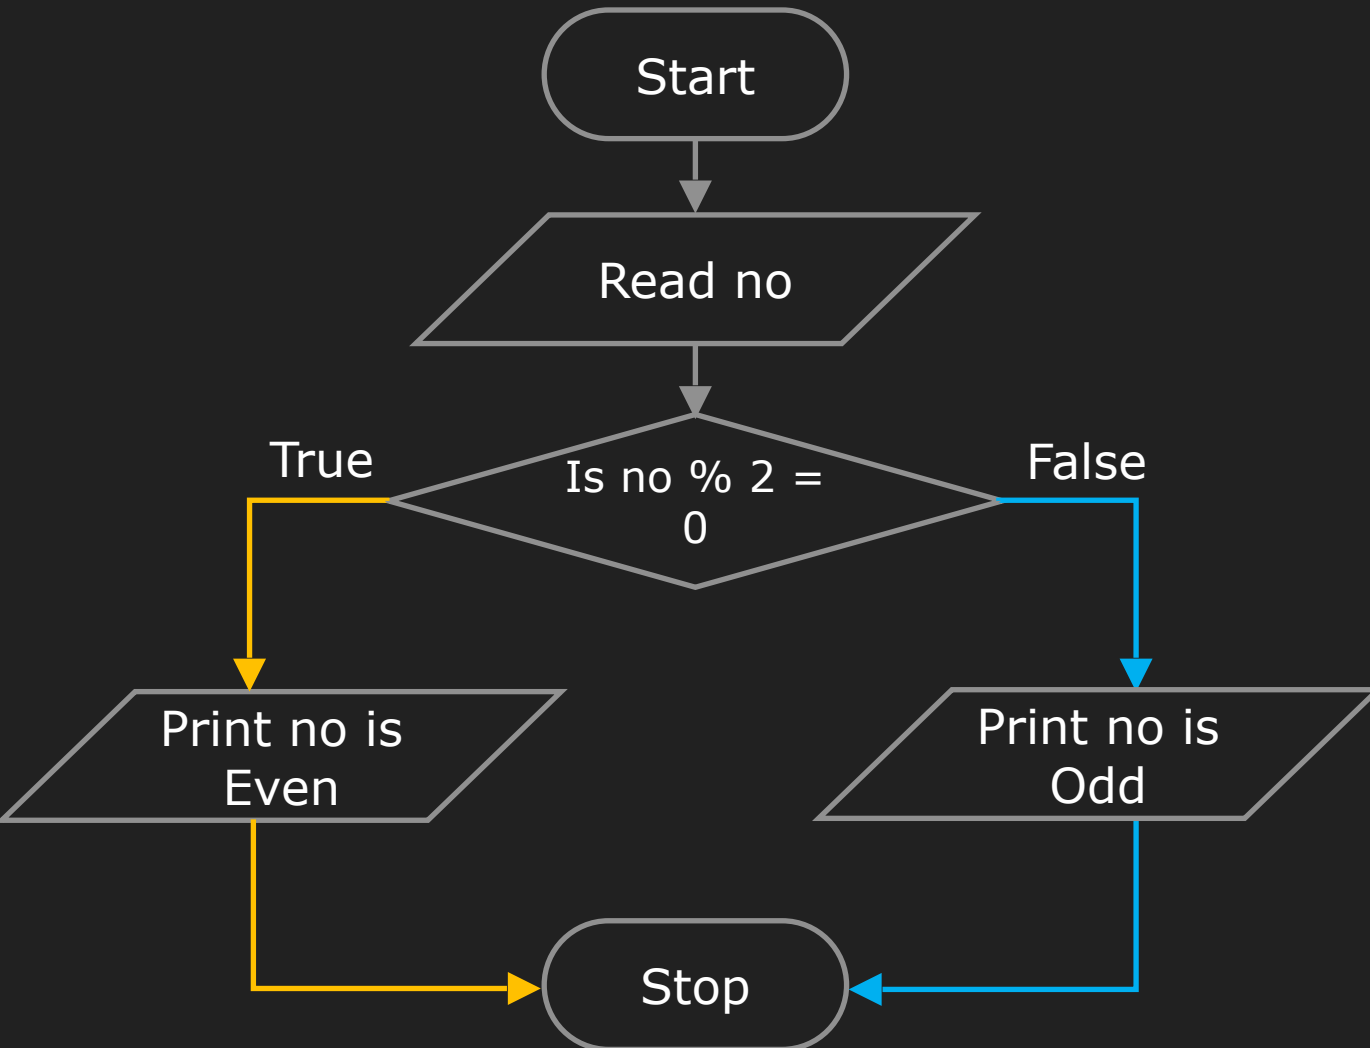 Start
Read no
True
Is no % 2 =
0
False
Print no is
Even
Print no is
Odd
Stop